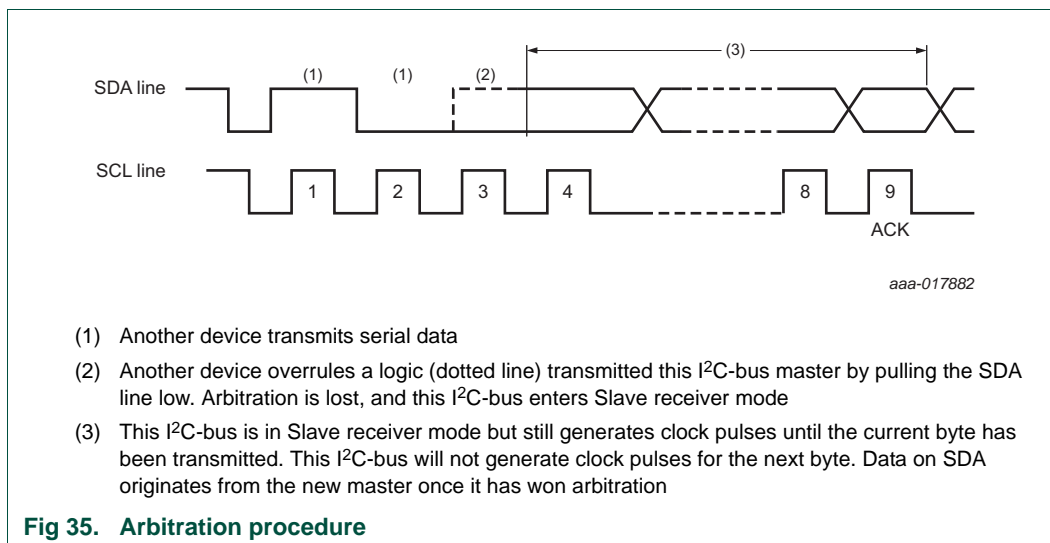 (3)
(1) (1) (2)
SDA line
SCL line
1 2 3 4 8 9
ACK
aaa-017882
(1) Another device transmits serial data
(2) Another device overrules a logic (dotted line) transmitted this I²C-bus master by pulling the SDA
line low. Arbitration is lost, and this I²C-bus enters Slave receiver mode
(3) This I²C-bus is in Slave receiver mode but still generates clock pulses until the current byte has
been transmitted. This I²C-bus will not generate clock pulses for the next byte. Data on SDA
originates from the new master once it has won arbitration
Fig 35. Arbitration procedure